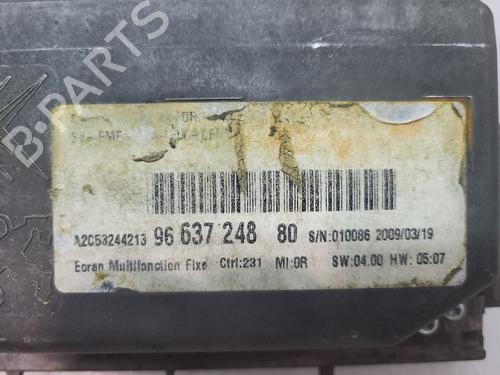 B-PARTS
A2C53244213 96 637 248 80 S/N:010086 2009/03/19
Ecran Multifonction Fixe Ctrl:231 MI:0R SW:04.00 HW:05:07